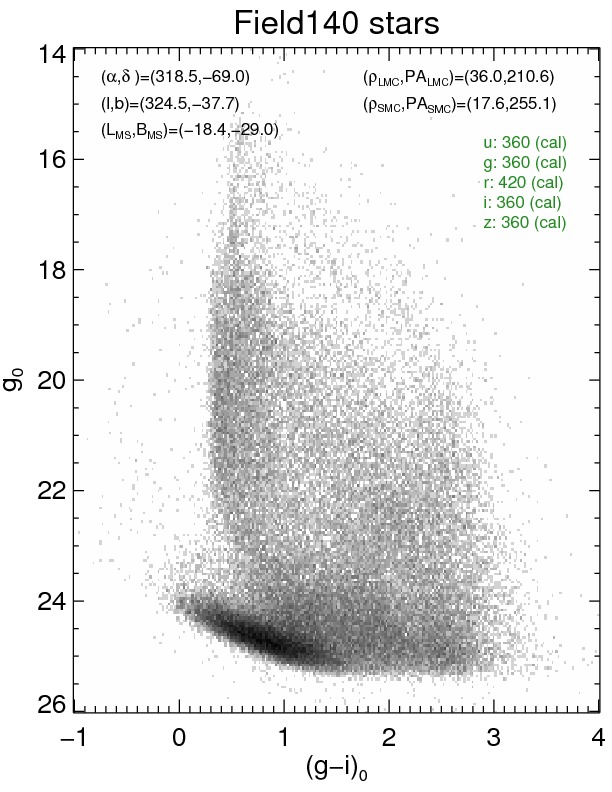 Field140 stars
(α,δ )=(318.5,−69.0)
(ρLMC,PALMC)=(36.0,210.6)
(l,b)=(324.5,−37.7)
(ρSMC,PASMC)=(17.6,255.1)
(LMS,BMS)=(−18.4,−29.0)
u: 360 (cal)
g: 360 (cal)
r: 420 (cal)
i: 360 (cal)
z: 360 (cal)
14
16
18
20
22
24
26
g0
−1 0 1 2 3 4
(g−i)0